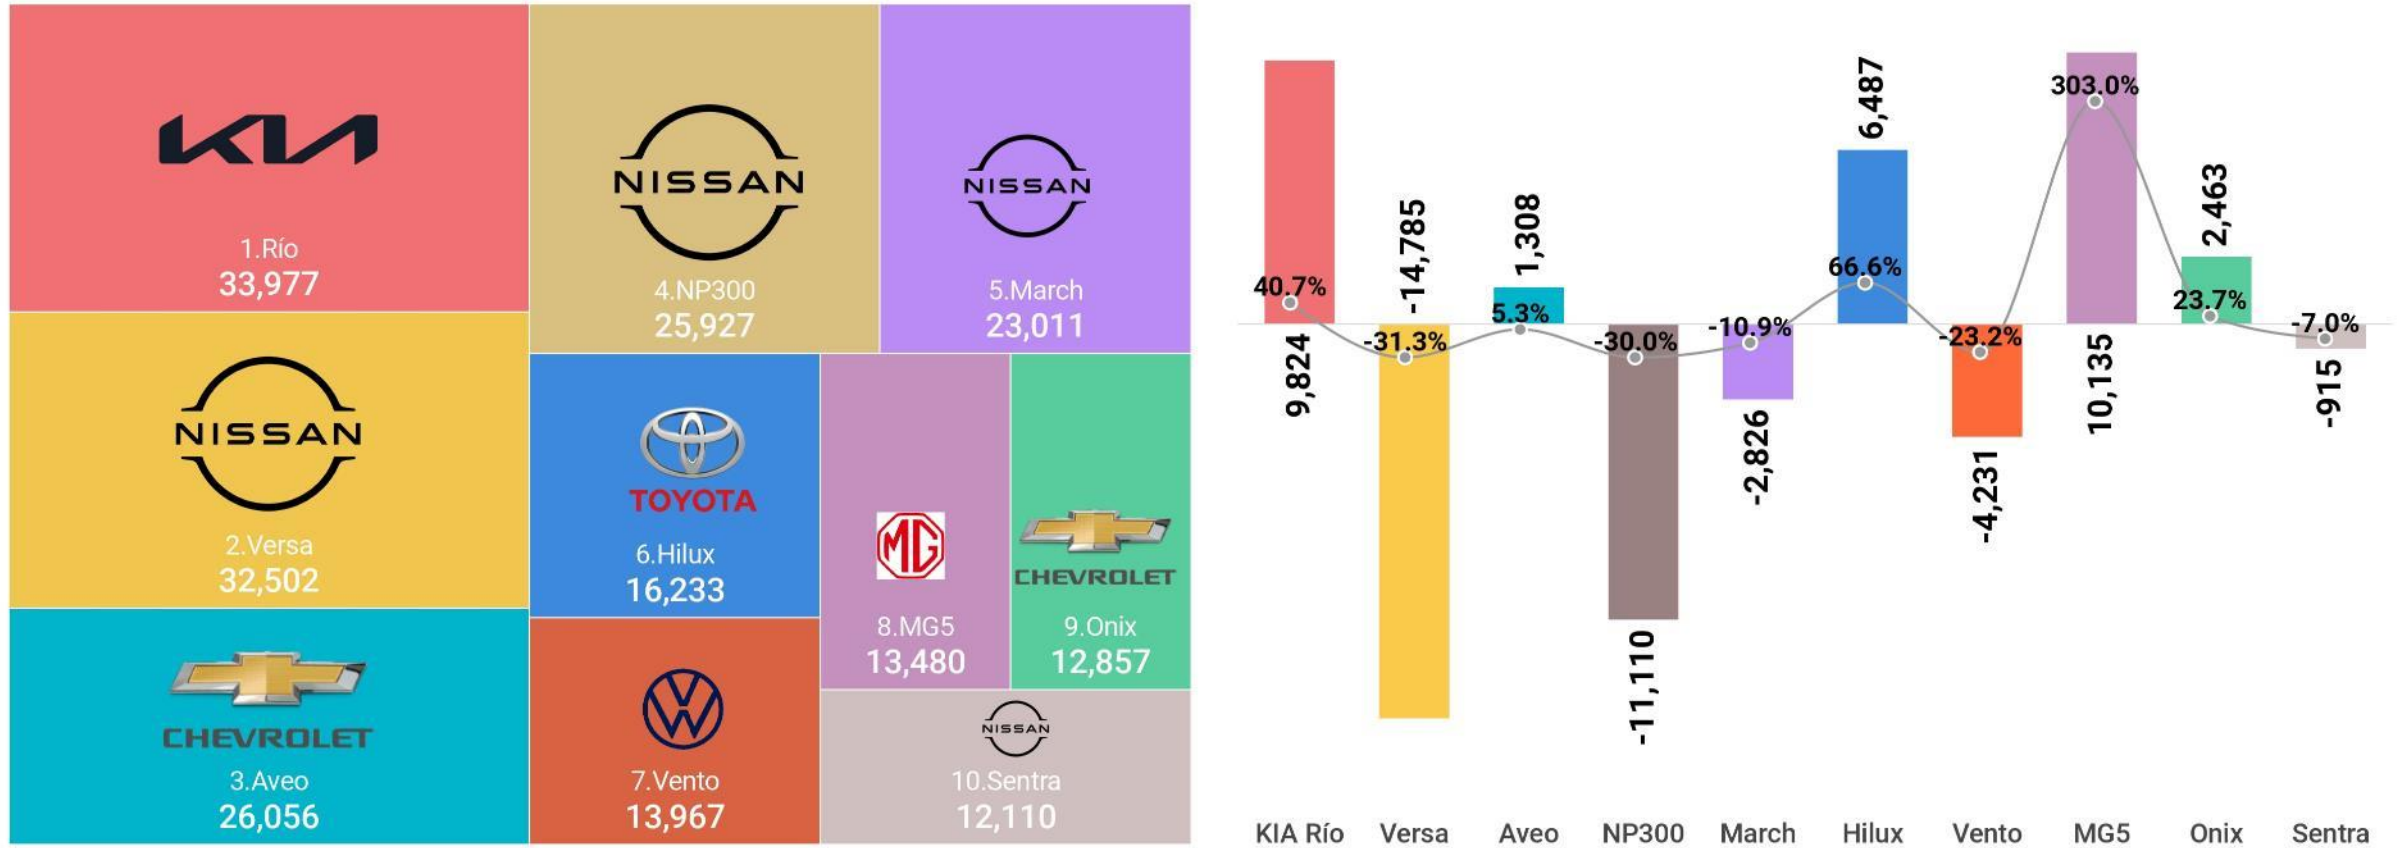 KIA
1.Río
33,977
NISSAN
2.Versa
32,502
CHEVROLET
3.Aveo
26,056
NISSAN
4.NP300
25,927
NISSAN
5.March
23,011
TOYOTA
6.Hilux
16,233
7.Vento
13,967
MG
8.MG5
13,480
CHEVROLET
9.Onix
12,857
NISSAN
10.Sentra
12,110
40.7%
9,824
-14,785
-31.3%
1,308
5.3%
-30.0%
-11,110
-10.9%
-2,826
6,487
66.6%
-23.2%
-4,231
303.0%
10,135
2,463
23.7%
-7.0%
-915
KIA Río Versa Aveo NP300 March Hilux Vento MG5 Onix Sentra